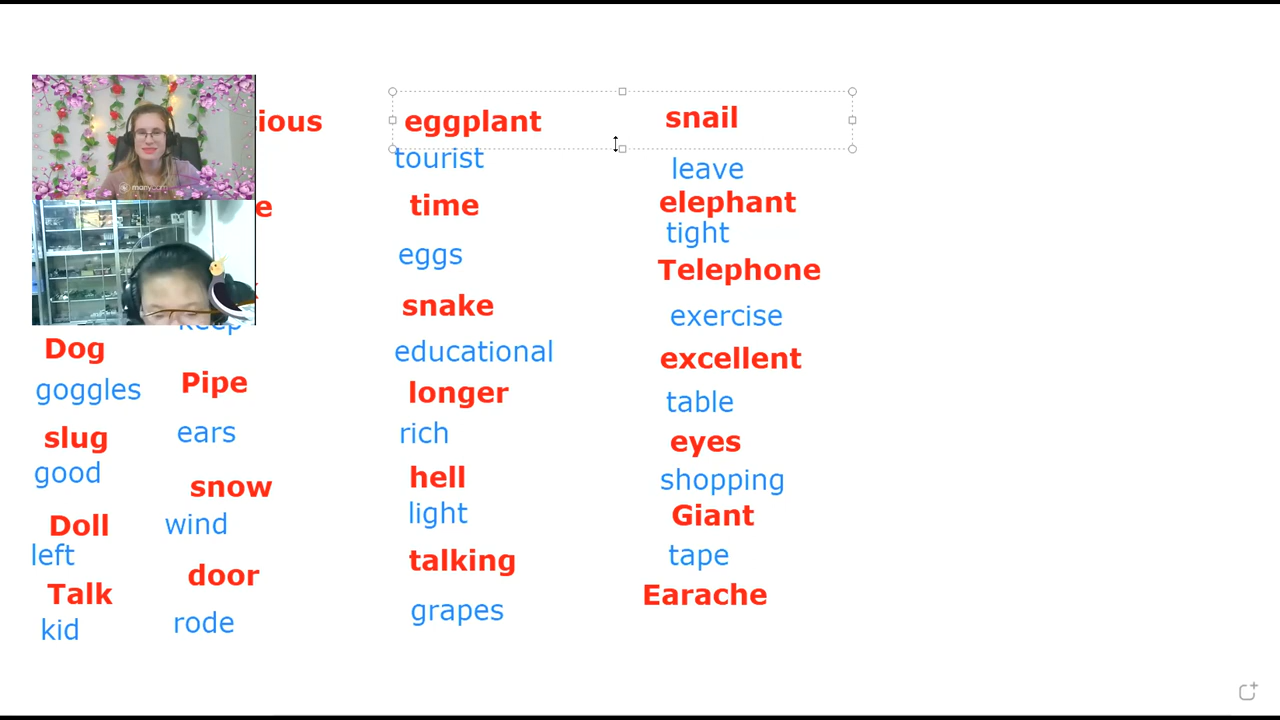 Dog
goggles
slug
good
Doll
left
Talk
kid
keep
Pipe
ears
snow
wind
door
rode
eggplant
tourist
time
eggs
snake
educational
longer
rich
hell
light
talking
grapes
snail
leave
elephant
tight
Telephone
exercise
excellent
table
eyes
shopping
Giant
tape
Earache